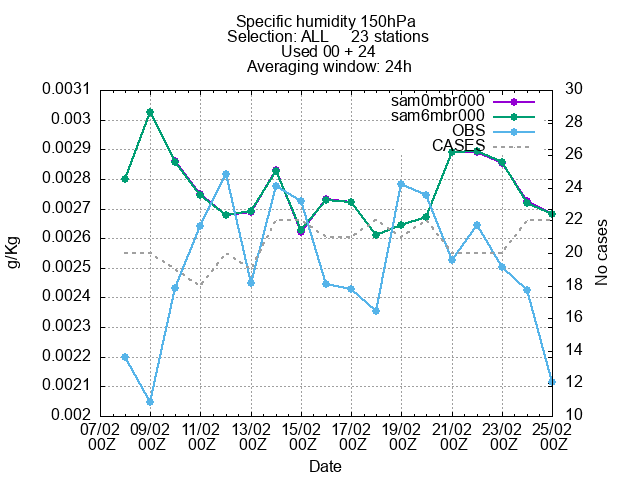 Specific humidity 150hPa
Selection: ALL 23 stations
Used 00 + 24
Averaging window: 24h
sam0mbr000
sam6mbr000
OBS
CASES
g/Kg
0.0031
0.003
0.0029
0.0028
0.0027
0.0026
0.0025
0.0024
0.0023
0.0022
0.0021
0.002
No cases
30
28
26
24
22
20
18
16
14
12
10
07/02 09/02 11/02 13/02 15/02 17/02 19/02 21/02 23/02 25/02
00Z 00Z 00Z 00Z 00Z 00Z 00Z 00Z 00Z 00Z
Date